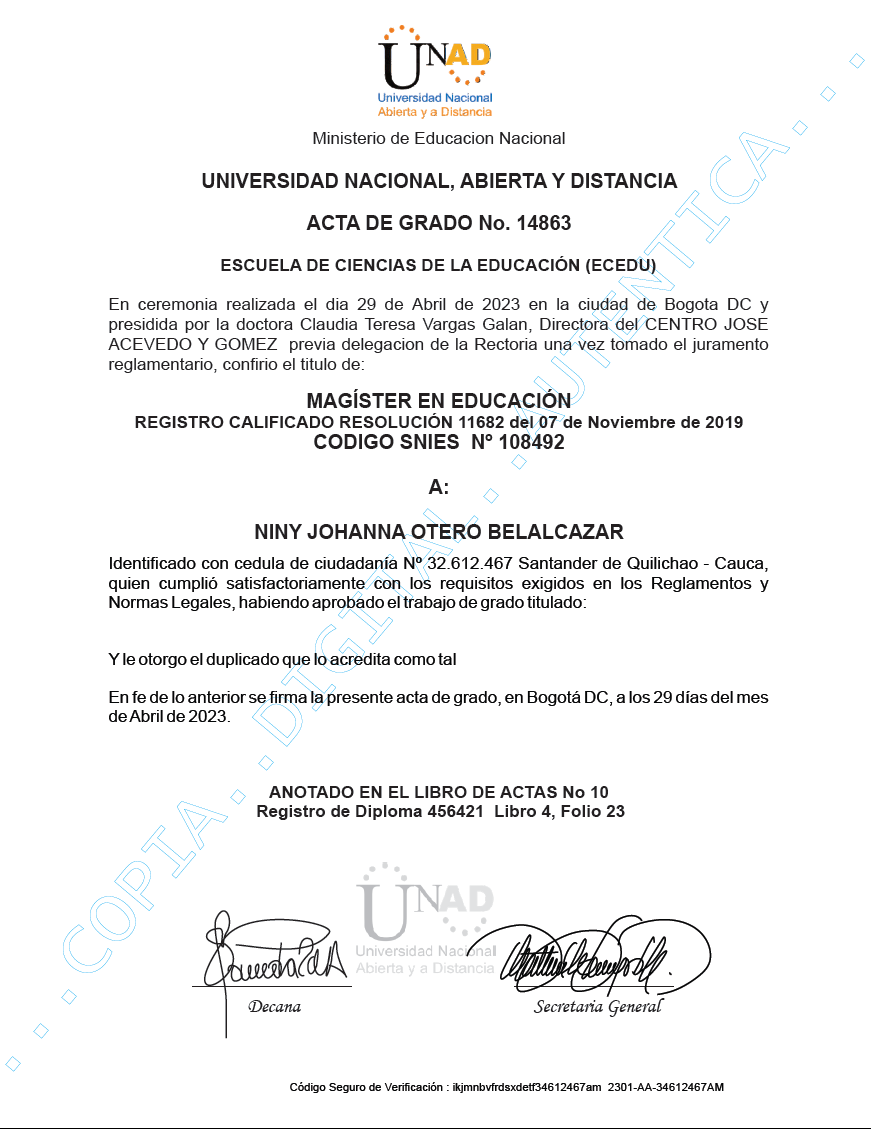 UNAD
Universidad Nacional
Abierta y a Distancia
Ministerio de Educacion Nacional
UNIVERSIDAD NACIONAL, ABIERTA Y DISTANCIA
ACTA DE GRADO No. 14863
ESCUELA DE CIENCIAS DE LA EDUCACIÓN (ECEDU)
En ceremonia realizada el dia 29 de Abril de 2023 en la ciudad de Bogota DC y
presidida por la doctora Claudia Teresa Vargas Galan, Directora del CENTRO JOSE
ACEVEDO Y GOMEZ previa delegacion de la Rectoria una vez tomado el juramento
reglamentario, confirio el titulo de:
MAGÍSTER EN EDUCACIÓN
REGISTRO CALIFICADO RESOLUCIÓN 11682 del 07 de Noviembre de 2019
CODIGO SNIES Nº 108492
A:
NINY JOHANNA OTERO BELALCAZAR
Identificado con cedula de ciudadanía Nº 32.612.467 Santander de Quilichao - Cauca,
quien cumplió satisfactoriamente con los requisitos exigidos en los Reglamentos y
Normas Legales, habiendo aprobado el trabajo de grado titulado:
Y le otorgo el duplicado que lo acredita como tal
En fe de lo anterior se firma la presente acta de grado, en Bogotá DC, a los 29 días del mes
de Abril de 2023.
ANOTADO EN EL LIBRO DE ACTAS No 10
Registro de Diploma 456421 Libro 4, Folio 23
UNAD
Universidad Nacional
Abierta y a Distancia
Decana
Secretaria General
Código Seguro de Verificación : ikjmnbvfrdsxdetf34612467am 2301-AA-34612467AM
...COPIA..DIGITAL..AUTENTICA...